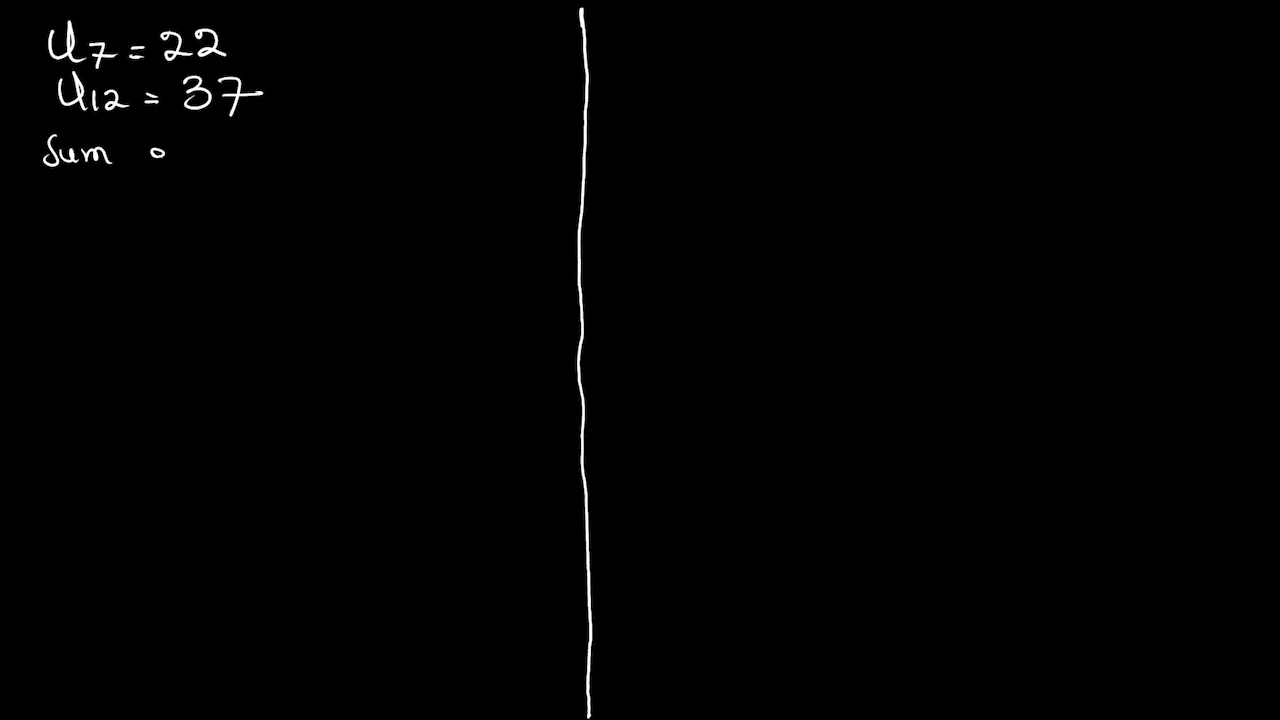 U7 = 22
U12 = 37
Sum o